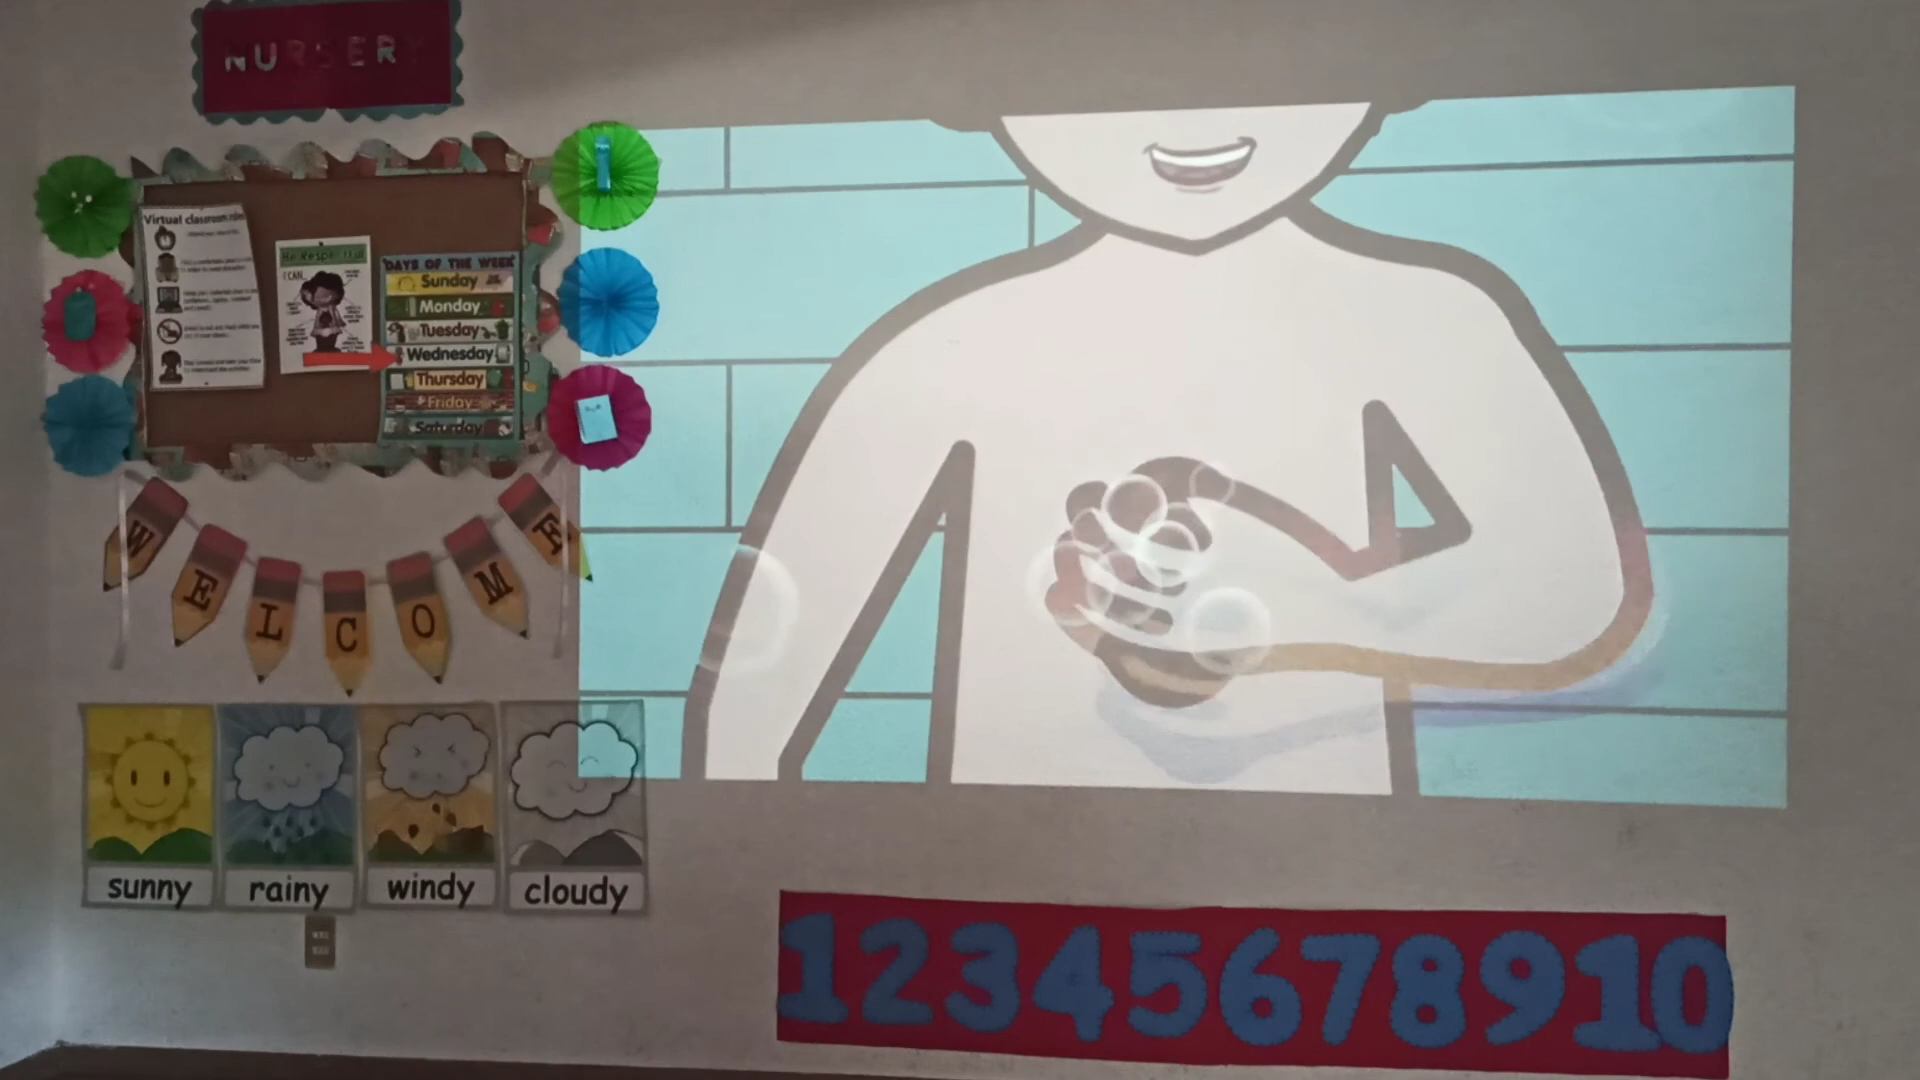 NURSERY
Virtual classroom rules
Be Respectful
I CAN...
DAYS OF THE WEEK
Sunday
Monday
Tuesday
Wednesday
Thursday
Friday
Saturday
WELCOME
sunny
rainy
windy
cloudy
12345678910